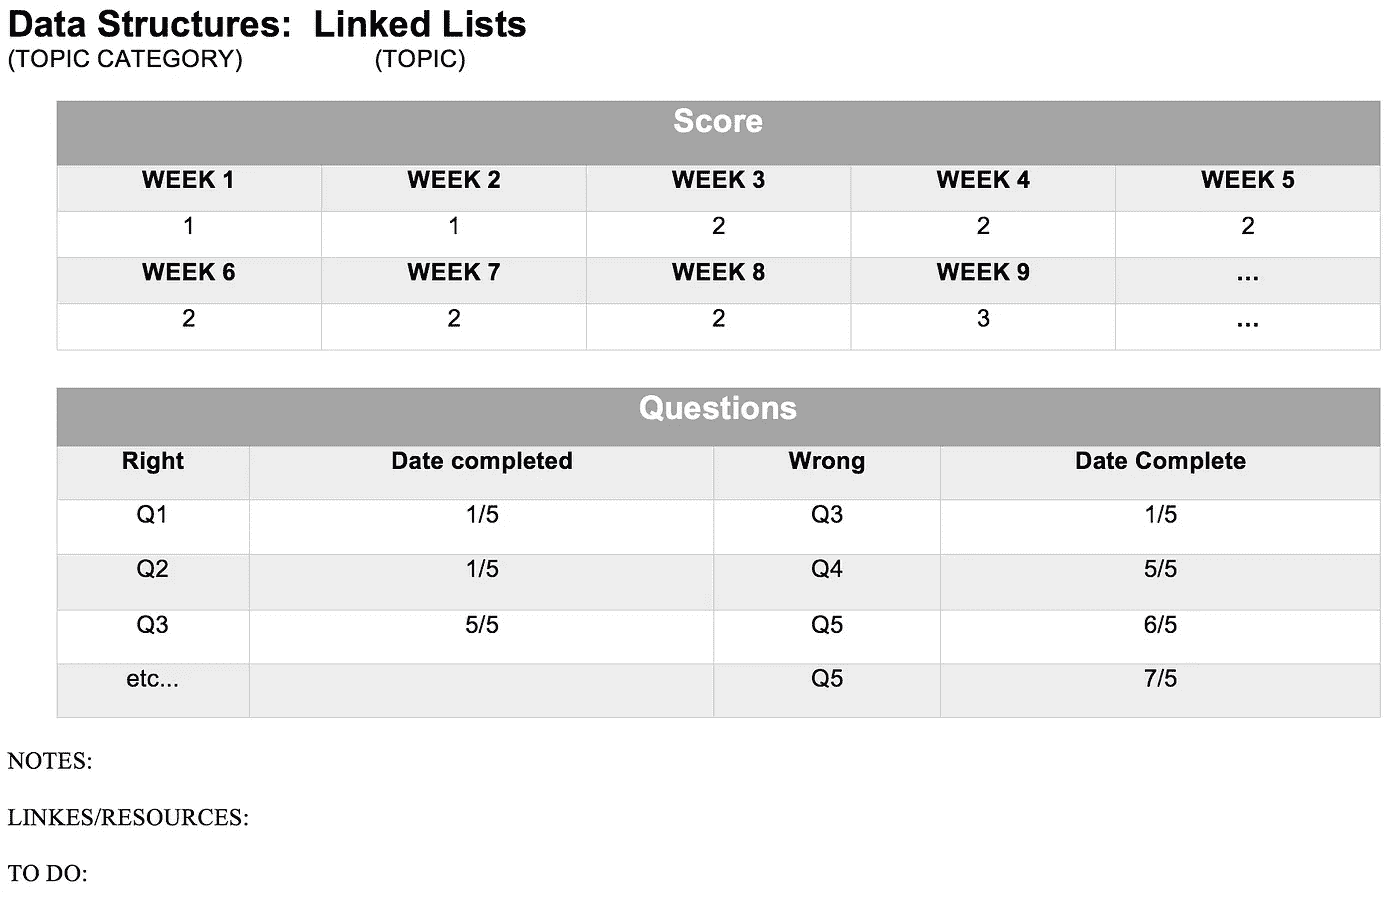 Data Structures: Linked Lists
(TOPIC CATEGORY) (TOPIC)
Score
WEEK 1 WEEK 2 WEEK 3 WEEK 4 WEEK 5
1 1 2 2 2
WEEK 6 WEEK 7 WEEK 8 WEEK 9 ...
2 2 2 3 ...
Questions
Right Date completed Wrong Date Complete
Q1 1/5 Q3 1/5
Q2 1/5 Q4 5/5
Q3 5/5 Q5 6/5
etc... Q5 7/5
NOTES:
LINKES/RESOURCES:
TO DO: